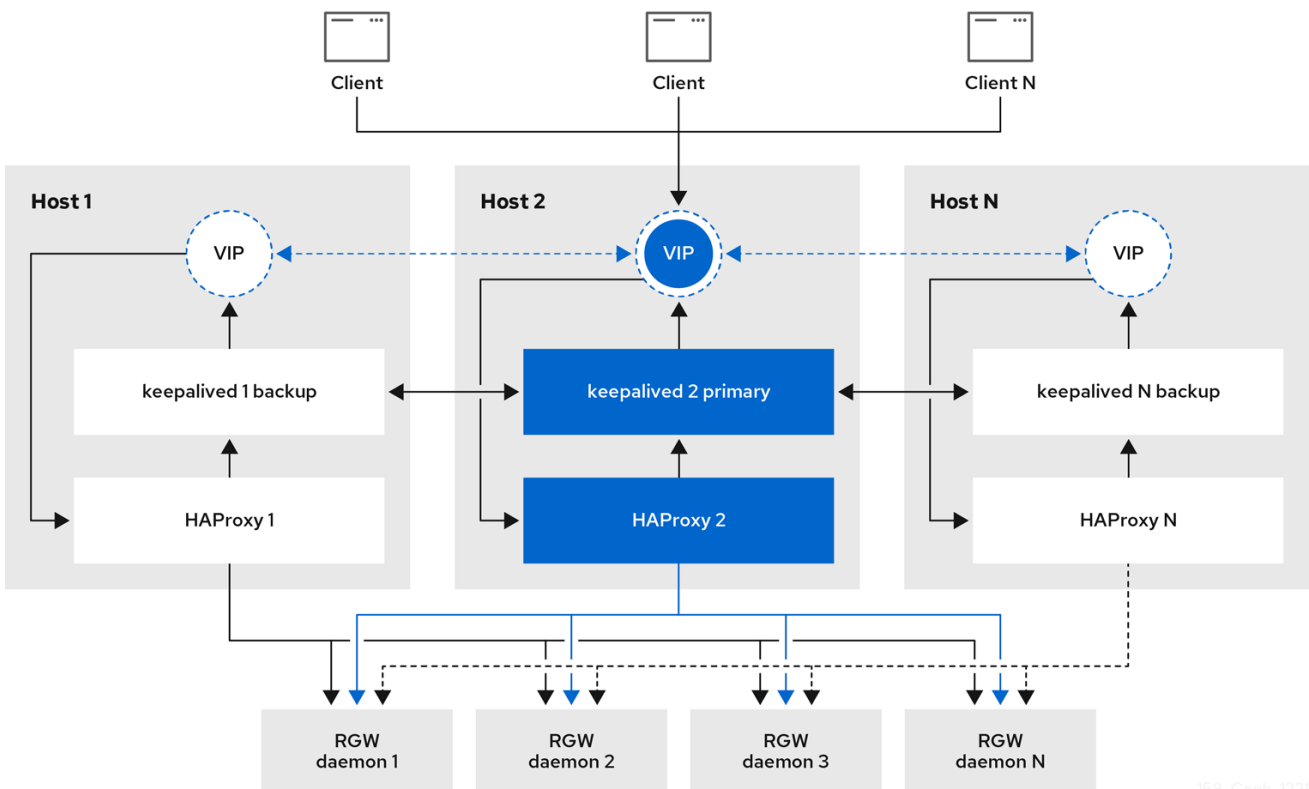 Client
Client
Client N
Host 1
Host 2
Host N
VIP
VIP
VIP
keepalived 1 backup
keepalived 2 primary
keepalived N backup
HAProxy 1
HAProxy 2
HAProxy N
RGW
daemon 1
RGW
daemon 2
RGW
daemon 3
RGW
daemon N